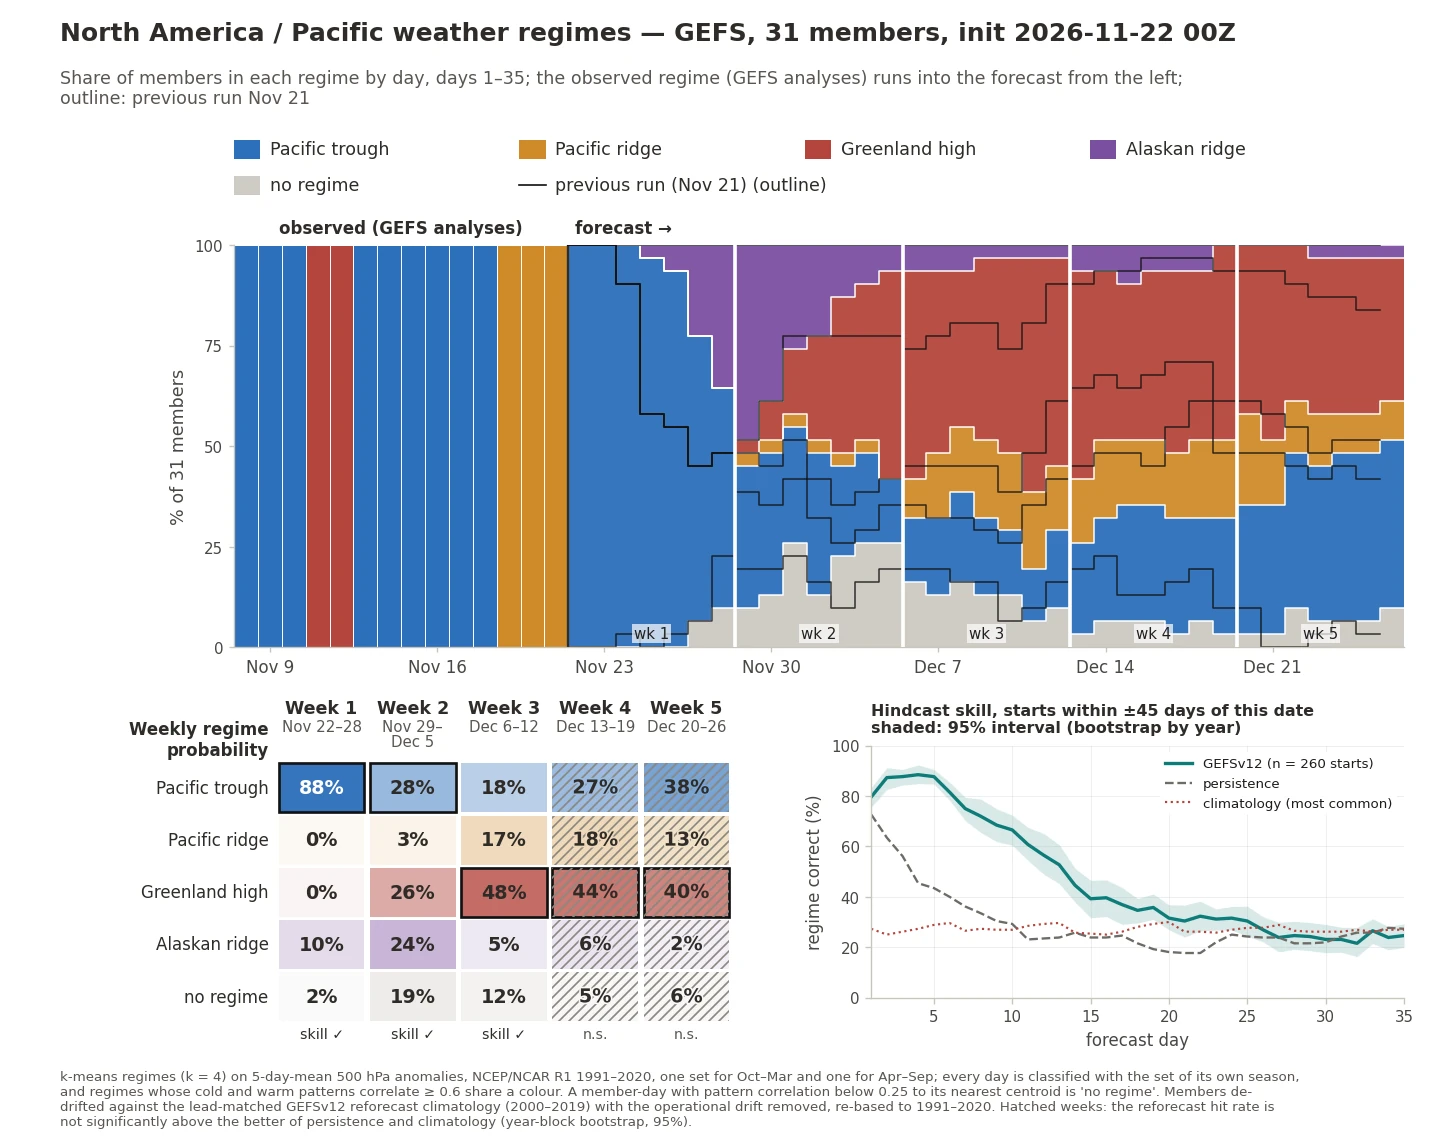 North America / Pacific weather regimes — GEFS, 31 members, init 2026-11-22 00Z
Share of members in each regime by day, days 1–35; the observed regime (GEFS analyses) runs into the forecast from the left;
outline: previous run Nov 21
Pacific trough
Pacific ridge
Greenland high
Alaskan ridge
no regime
previous run (Nov 21) (outline)
observed (GEFS analyses)
forecast →
% of 31 members
100
75
50
25
0
wk 1
wk 2
wk 3
wk 4
wk 5
Nov 9
Nov 16
Nov 23
Nov 30
Dec 7
Dec 14
Dec 21
Weekly regime
probability
Week 1 Week 2 Week 3 Week 4 Week 5
Nov 22–28 Nov 29– Dec 6–12 Dec 13–19 Dec 20–26
Dec 5
Pacific trough 88% 28% 18% 27% 38%
Pacific ridge 0% 3% 17% 18% 13%
Greenland high 0% 26% 48% 44% 40%
Alaskan ridge 10% 24% 5% 6% 2%
no regime 2% 19% 12% 5% 6%
skill ✓ skill ✓ skill ✓ n.s. n.s.
Hindcast skill, starts within ±45 days of this date
shaded: 95% interval (bootstrap by year)
GEFSv12 (n = 260 starts)
persistence
climatology (most common)
regime correct (%)
100
80
60
40
20
0
5
10
15
20
25
30
35
forecast day
k-means regimes (k = 4) on 5-day-mean 500 hPa anomalies, NCEP/NCAR R1 1991–2020, one set for Oct–Mar and one for Apr–Sep; every day is classified with the set of its own season,
and regimes whose cold and warm patterns correlate ≥ 0.6 share a colour. A member-day with pattern correlation below 0.25 to its nearest centroid is 'no regime'. Members de-
drifted against the lead-matched GEFSv12 reforecast climatology (2000–2019) with the operational drift removed, re-based to 1991–2020. Hatched weeks: the reforecast hit rate is
not significantly above the better of persistence and climatology (year-block bootstrap, 95%).